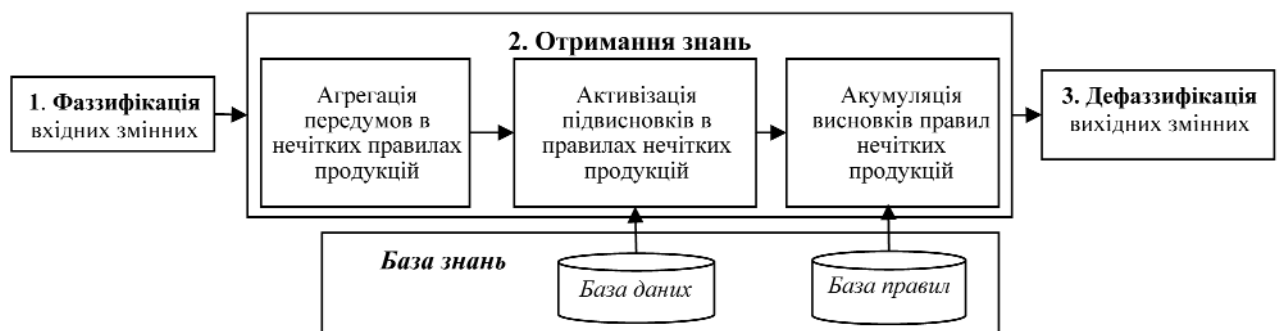 2. Отримання знань
1. Фаззифікація
вхідних змінних
Агрегація
передумов в
нечітких правилах
продукцій
Активізація
підвисновків в
правилах нечітких
продукцій
Акумуляція
висновків правил
нечітких
продукцій
3. Дефаззифікація
вихідних змінних
База знань
База даних
База правил